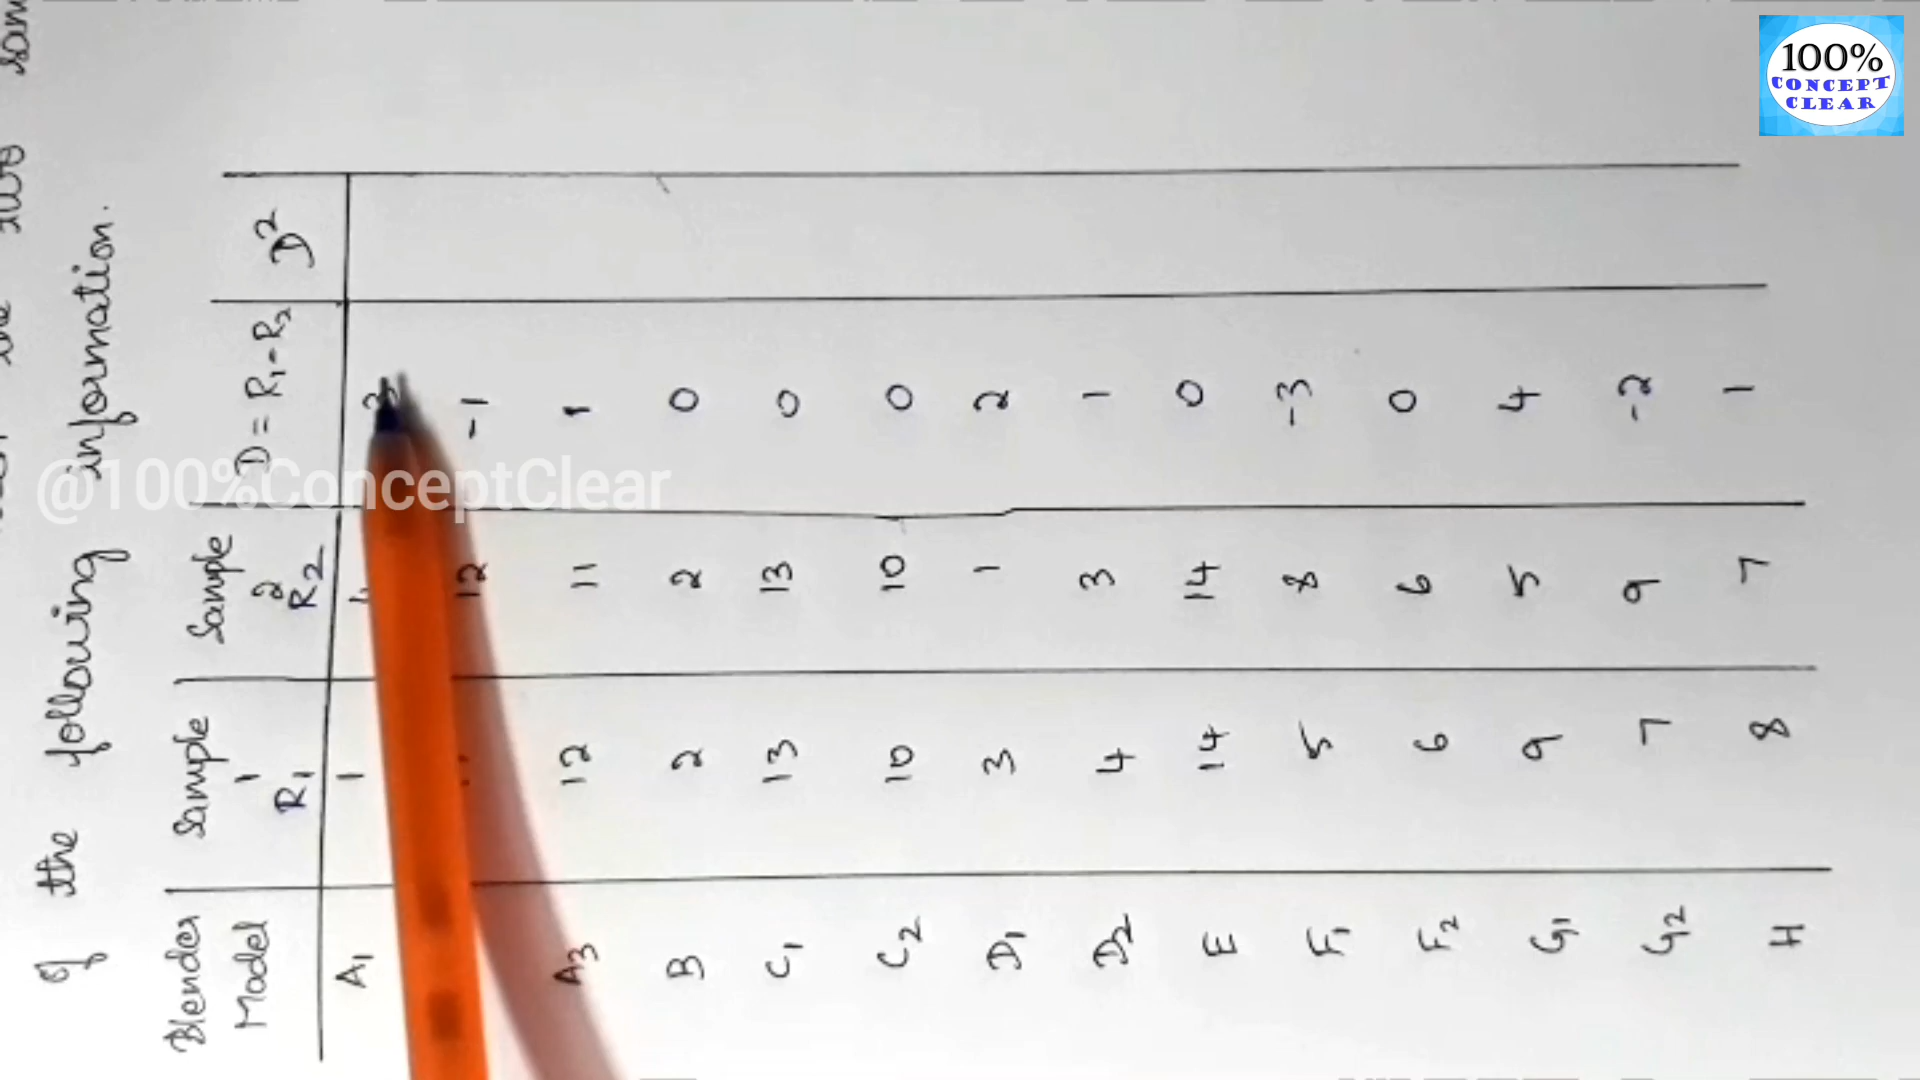 of the following information.
Blender Model Sample 1 R1 Sample 2 R2 D = R1-R2 D²
A1 1
12 -1
A3 12 11 1
B 2 2 0
C1 13 13 0
C2 10 10 0
D1 3 1 2
D2 4 3 1
E 14 14 0
F1 5 8 -3
F2 6 6 0
G1 9 5 4
G2 7 9 -2
H 8 7 1
@100%ConceptClear
100%
CONCEPT
CLEAR